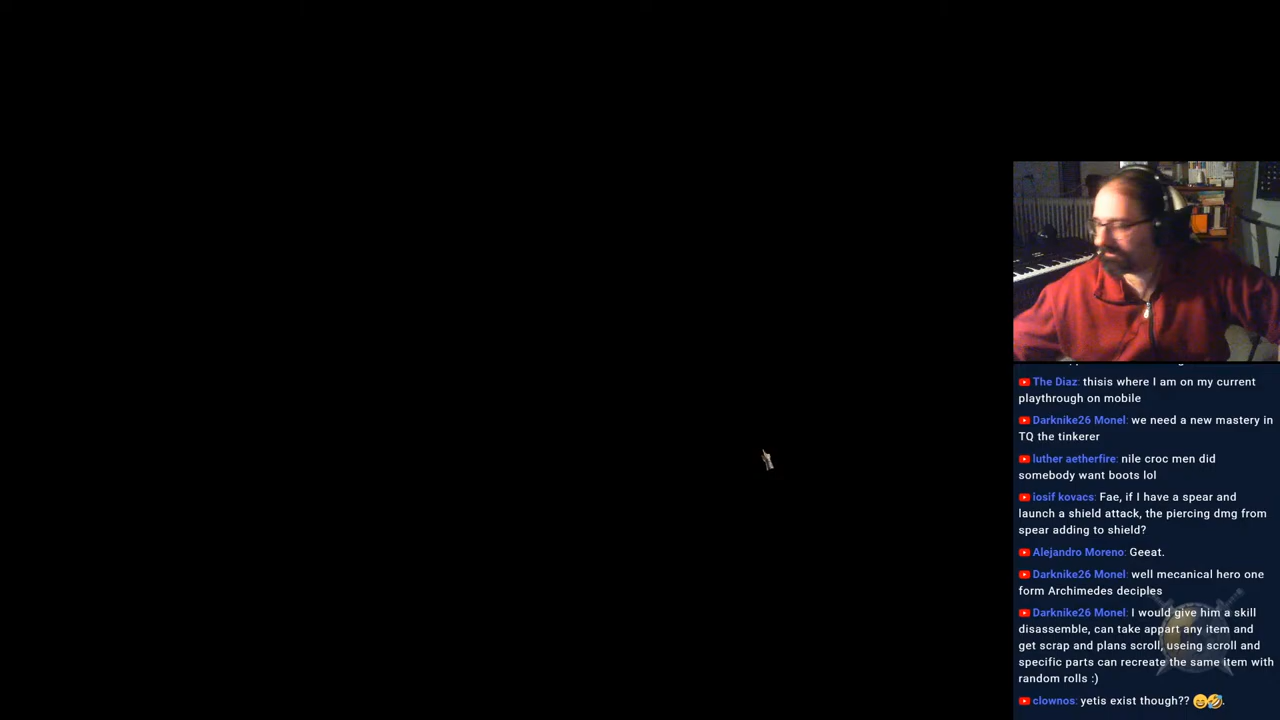 The Diaz: thisis where I am on my current
playthrough on mobile
Darknike26 Monel: we need a new mastery in
TQ the tinkerer
luther aetherfire: nile croc men did
somebody want boots lol
iosif kovacs: Fae, if I have a spear and
launch a shield attack, the piercing dmg from
spear adding to shield?
Alejandro Moreno: Geeat.
Darknike26 Monel: well mecanical hero one
form Archimedes deciples
Darknike26 Monel: I would give him a skill
disassemble, can take appart any item and
get scrap and plans scroll, useing scroll and
specific parts can recreate the same item with
random rolls :)
clownos: yetis exist though?? 😄🤣.